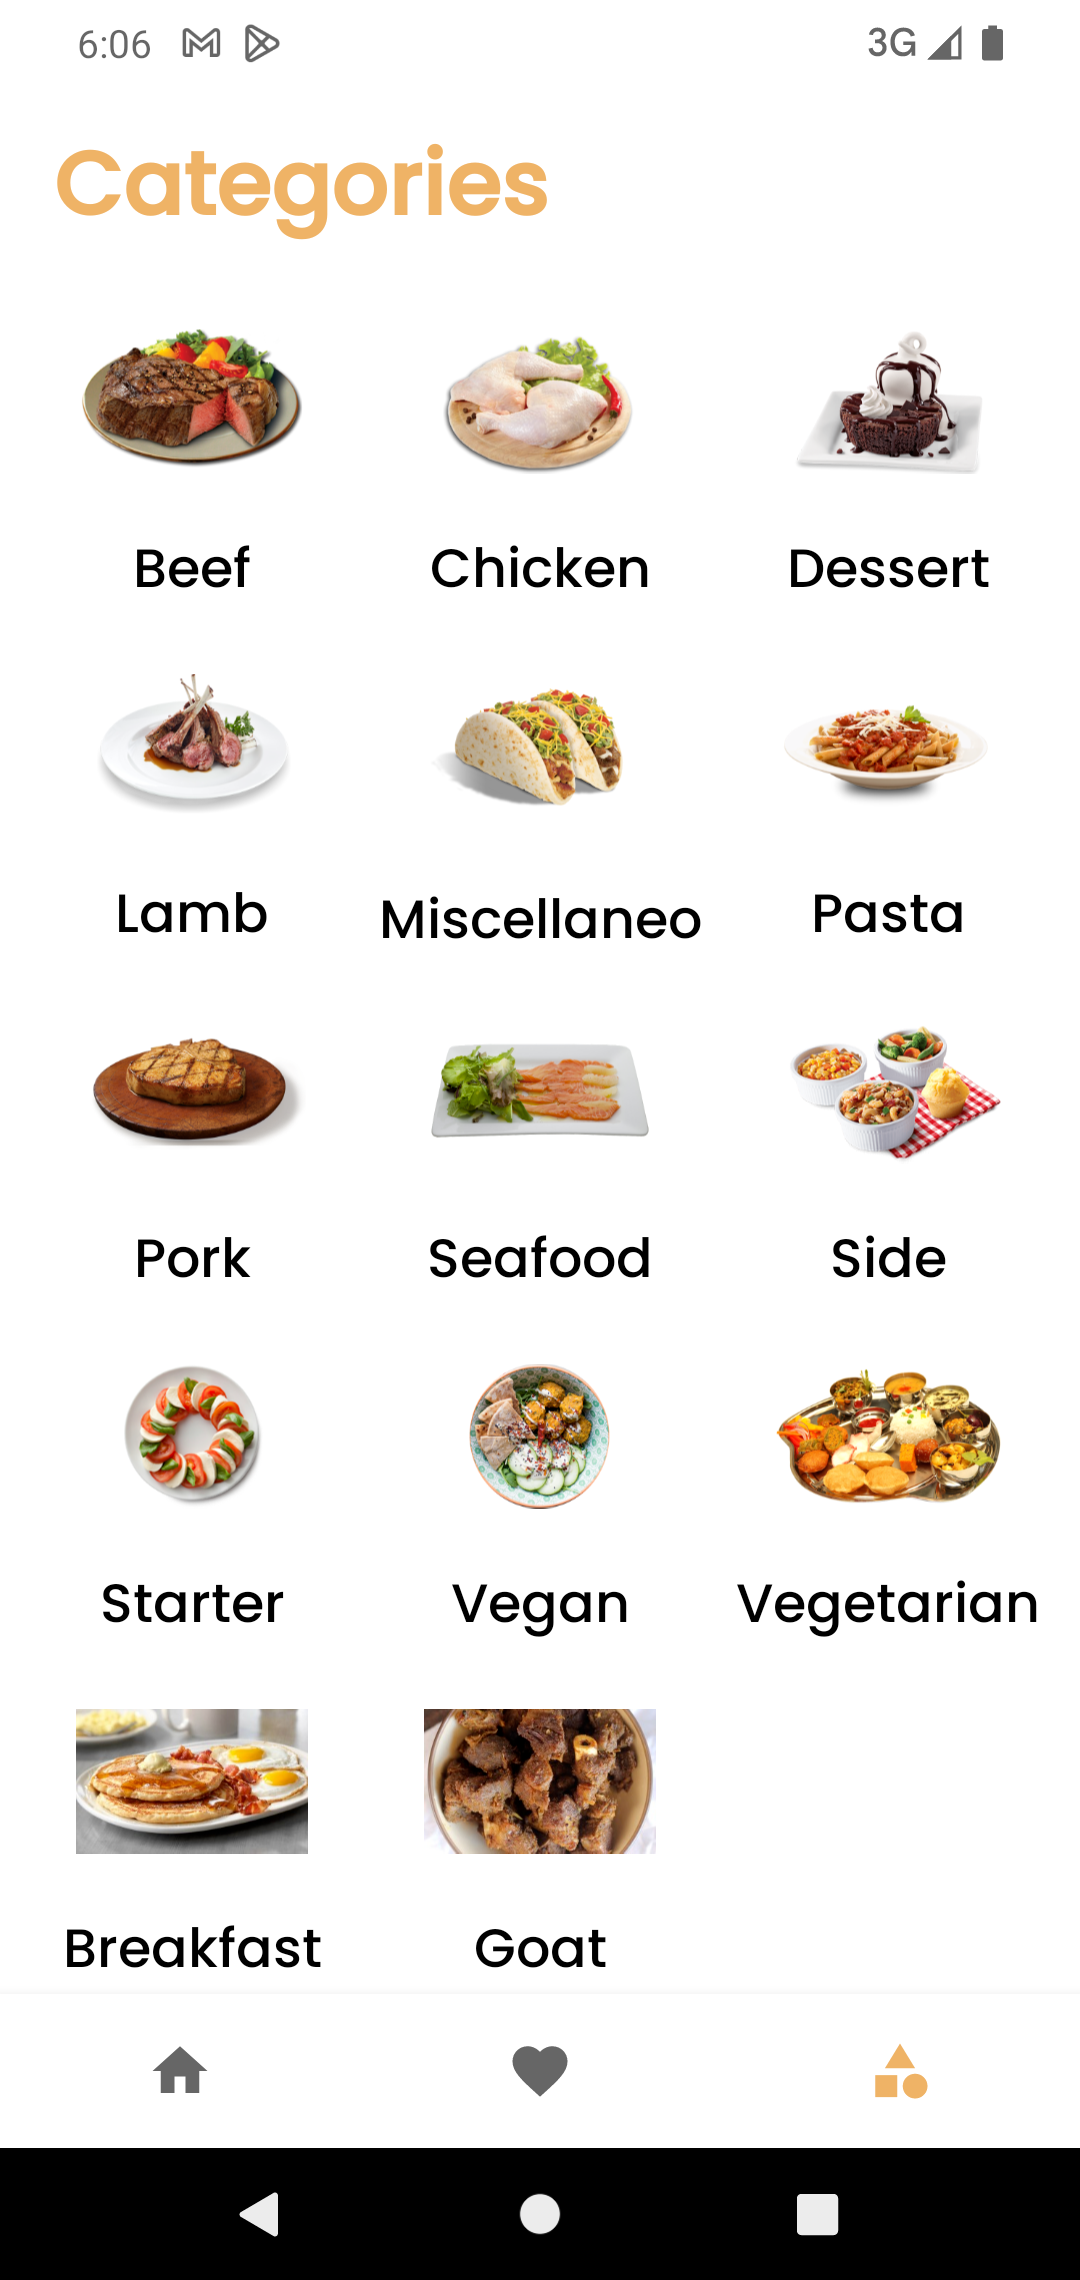 6:06 3G
Categories
Beef Chicken Dessert
Lamb Miscellaneo Pasta
Pork Seafood Side
Starter Vegan Vegetarian
Breakfast Goat